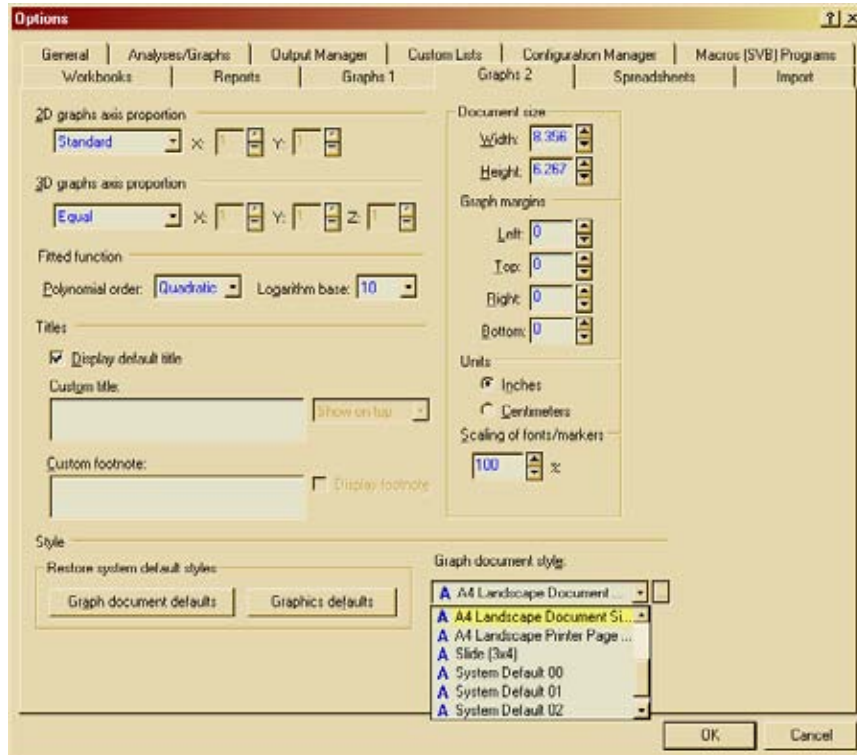 Options
General Analyses/Graphs Output Manager Custom Lists Configuration Manager Macros (SVB) Programs
Workbooks Reports Graphs 1 Graphs 2 Spreadsheets Import
2D graphs axis proportion
Standard X: 1 Y: 1
3D graphs axis proportion
Equal X: 1 Y: 1 Z: 1
Fitted function
Polynomial order: Quadratic Logarithm base: 10
Titles
Display default title
Custom title:
Show on top
Custom footnote:
Display footnote
Document size
Width: 8.356
Height: 6.267
Graph margins
Left: 0
Top: 0
Right: 0
Bottom: 0
Units
Inches
Centimeters
Scaling of fonts/markers
100 %
Style
Restore system default styles
Graph document defaults Graphics defaults
Graph document style:
A A4 Landscape Document ... ...
A A4 Landscape Document Si...
A A4 Landscape Printer Page ...
A Slide (3x4)
A System Default 00
A System Default 01
A System Default 02
OK Cancel